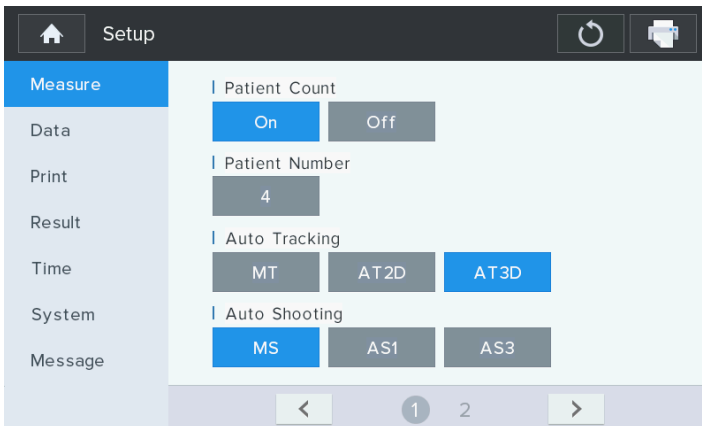 Setup
Measure
Data
Print
Result
Time
System
Message
Patient Count
On Off
Patient Number
4
Auto Tracking
MT AT2D AT3D
Auto Shooting
MS AS1 AS3
< 1 2 >